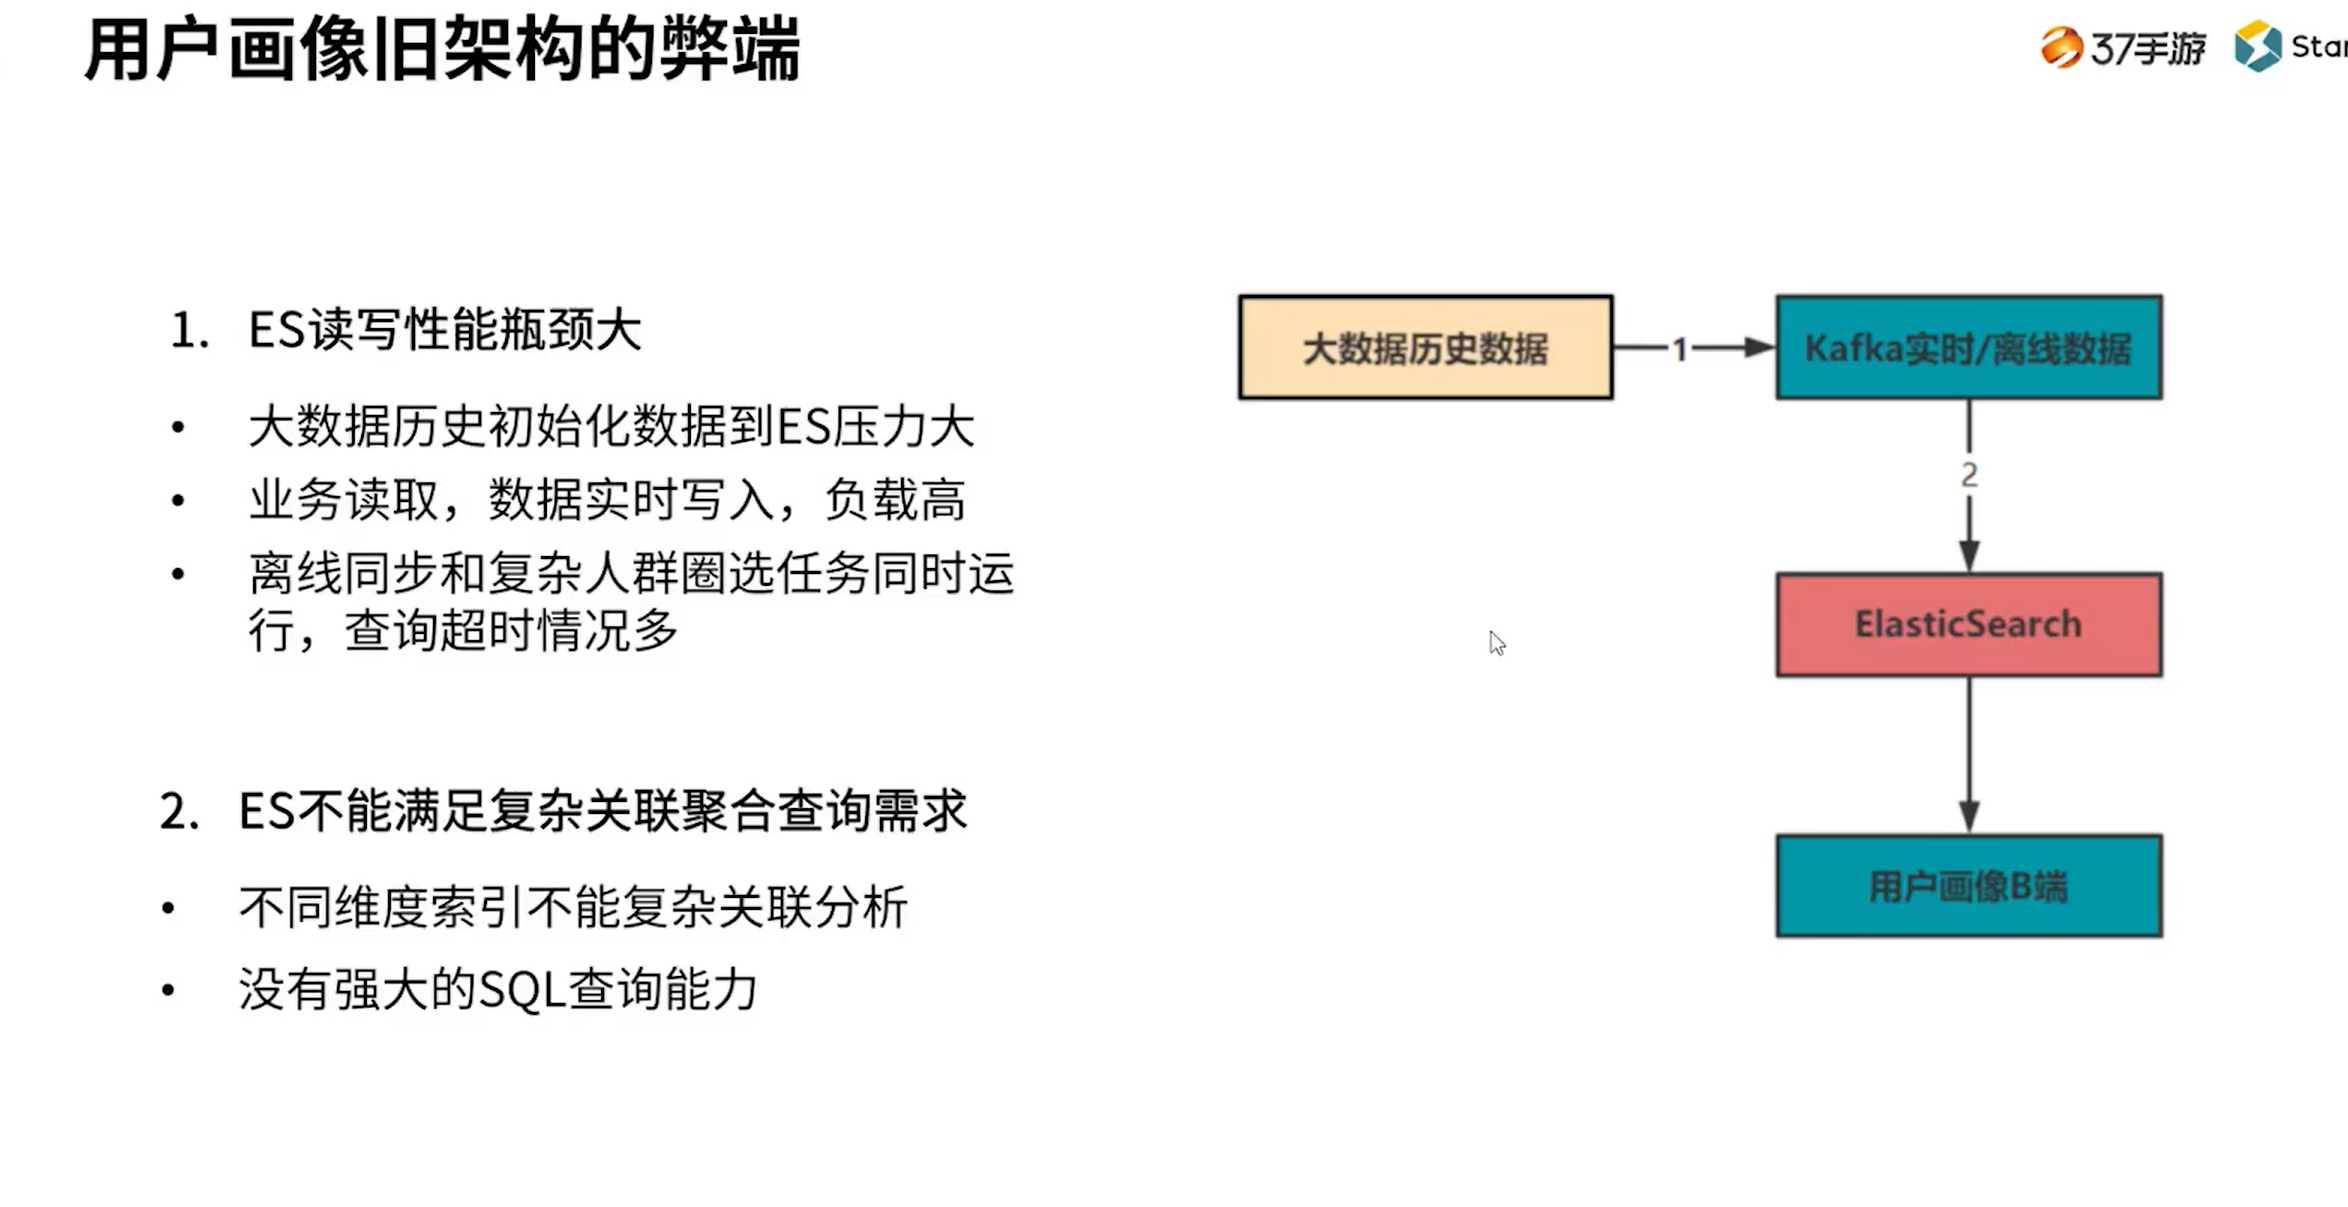 用户画像旧架构的弊端
37手游
Star
1. ES读写性能瓶颈大
• 大数据历史初始化数据到ES压力大
• 业务读取，数据实时写入，负载高
• 离线同步和复杂人群圈选任务同时运
行，查询超时情况多
2. ES不能满足复杂关联聚合查询需求
• 不同维度索引不能复杂关联分析
• 没有强大的SQL查询能力
大数据历史数据
1
Kafka实时/离线数据
2
ElasticSearch
用户画像B端